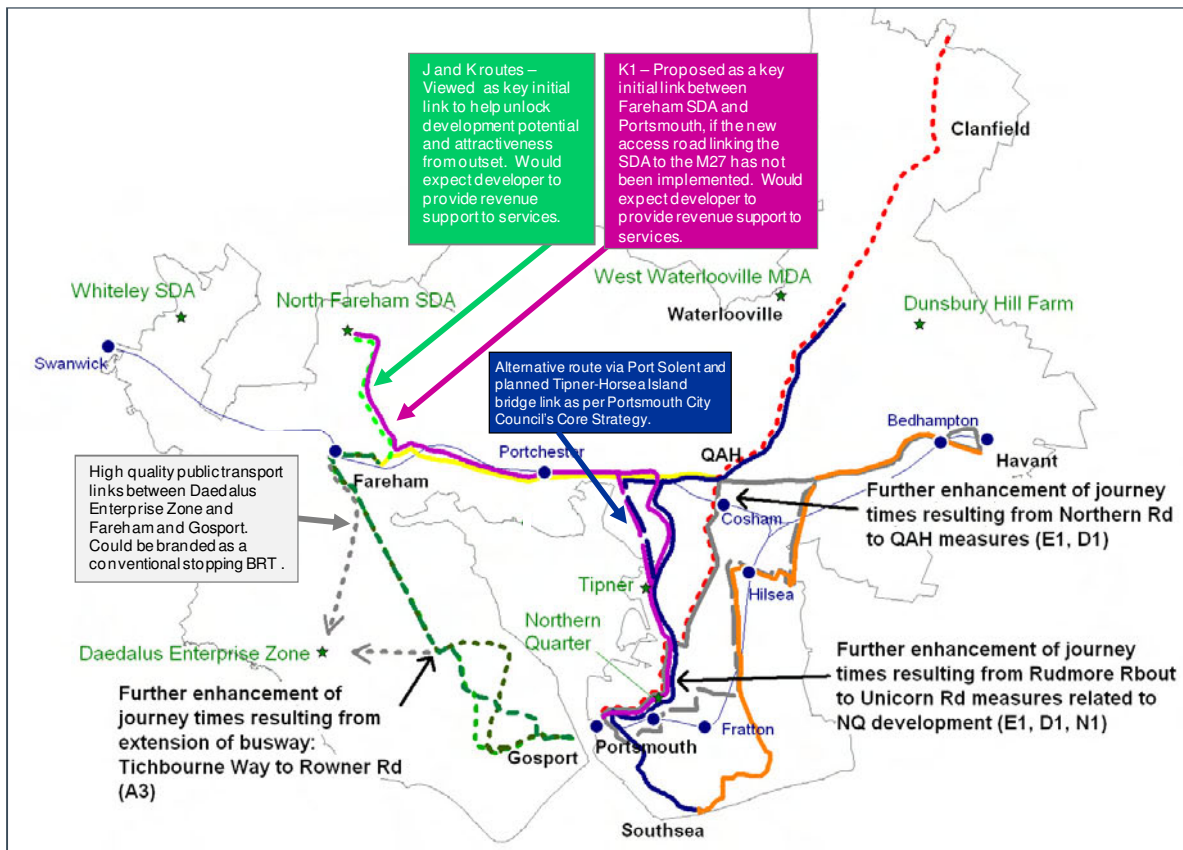 J and K routes –
Viewed as key initial
link to help unlock
development potential
and attractiveness
from outset. Would
expect developer to
provide revenue
support to services.
K1 – Proposed as a key
initial link between
Fareham SDA and
Portsmouth, if the new
access road linking the
SDA to the M27 has not
been implemented. Would
expect developer to
provide revenue support to
services.
Clanfield
Whiteley SDA
North Fareham SDA
West Waterlooville MDA
Waterlooville
Dunsbury Hill Farm
Swanwick
Alternative route via Port Solent and
planned Tipner-Horsea Island
bridge link as per Portsmouth City
Council's Core Strategy.
Bedhampton
Portchester
QAH
Havant
Fareham
High quality public transport
links between Daedalus
Enterprise Zone and
Fareham and Gosport.
Could be branded as a
conventional stopping BRT .
Cosham
Further enhancement of journey
times resulting from Northern Rd
to QAH measures (E1, D1)
Tipner
Hilsea
Northern
Quarter
Daedalus Enterprise Zone
Further enhancement of
journey times resulting from
extension of busway:
Tichbourne Way to Rowner Rd
(A3)
Further enhancement of journey
times resulting from Rudmore Rbout
to Unicorn Rd measures related to
NQ development (E1, D1, N1)
Gosport
Portsmouth
Fratton
Southsea